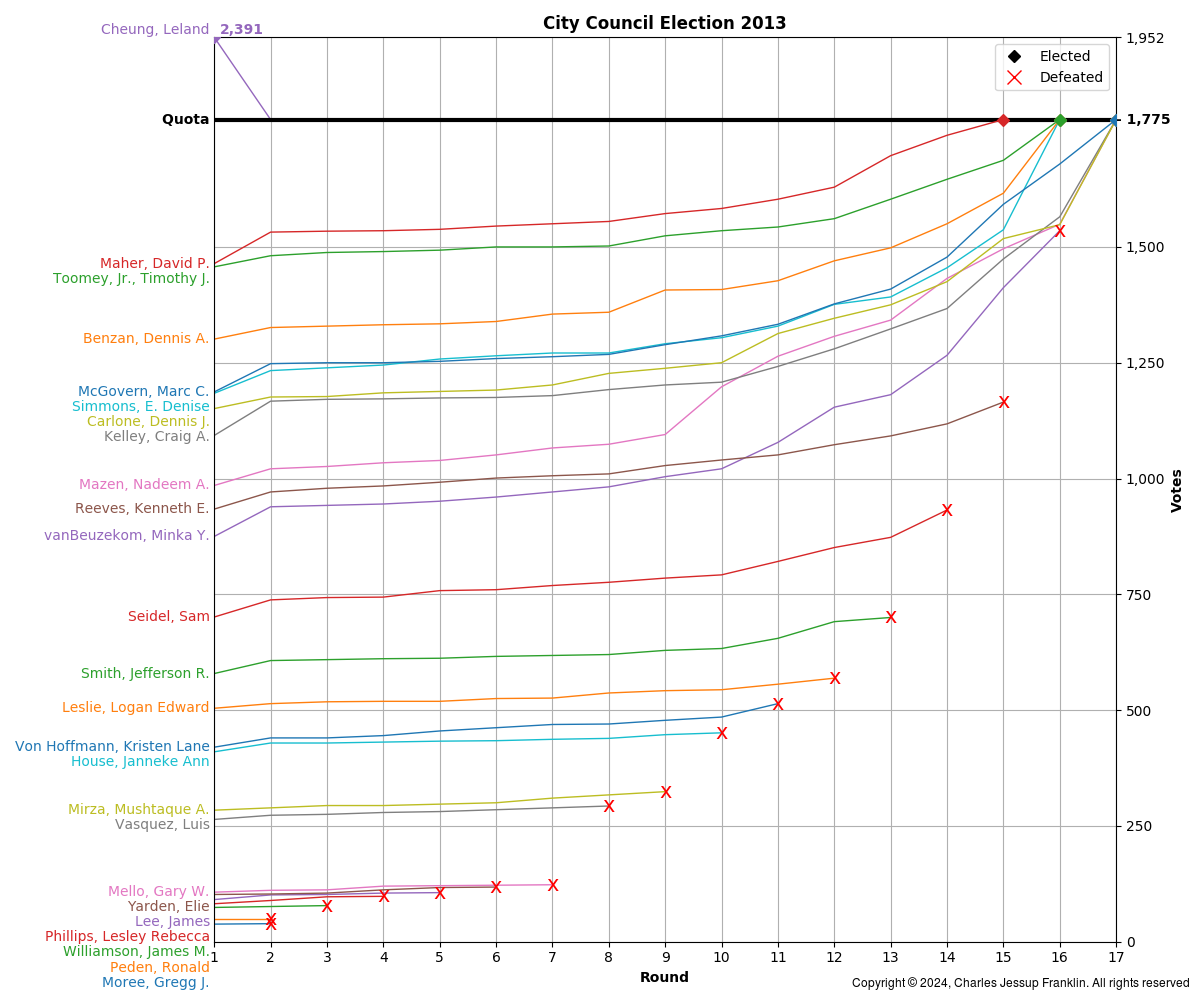 City Council Election 2013
Cheung, Leland 2,391
1,952
Elected
Defeated
Quota
1,775
Maher, David P.
Toomey, Jr., Timothy J.
1,500
Benzan, Dennis A.
1,250
McGovern, Marc C.
Simmons, E. Denise
Carlone, Dennis J.
Kelley, Craig A.
Mazen, Nadeem A.
1,000
Reeves, Kenneth E.
vanBeuzekom, Minka Y.
Votes
Seidel, Sam
750
Smith, Jefferson R.
Leslie, Logan Edward
500
Von Hoffmann, Kristen Lane
House, Janneke Ann
Mirza, Mushtaque A.
Vasquez, Luis
250
Mello, Gary W.
Yarden, Elie
Lee, James
Phillips, Lesley Rebecca
0
Williamson, James M.
Peden, Ronald
Moree, Gregg J.
1 2 3 4 5 6 7 8 9 10 11 12 13 14 15 16 17
Round
Copyright © 2024, Charles Jessup Franklin. All rights reserved